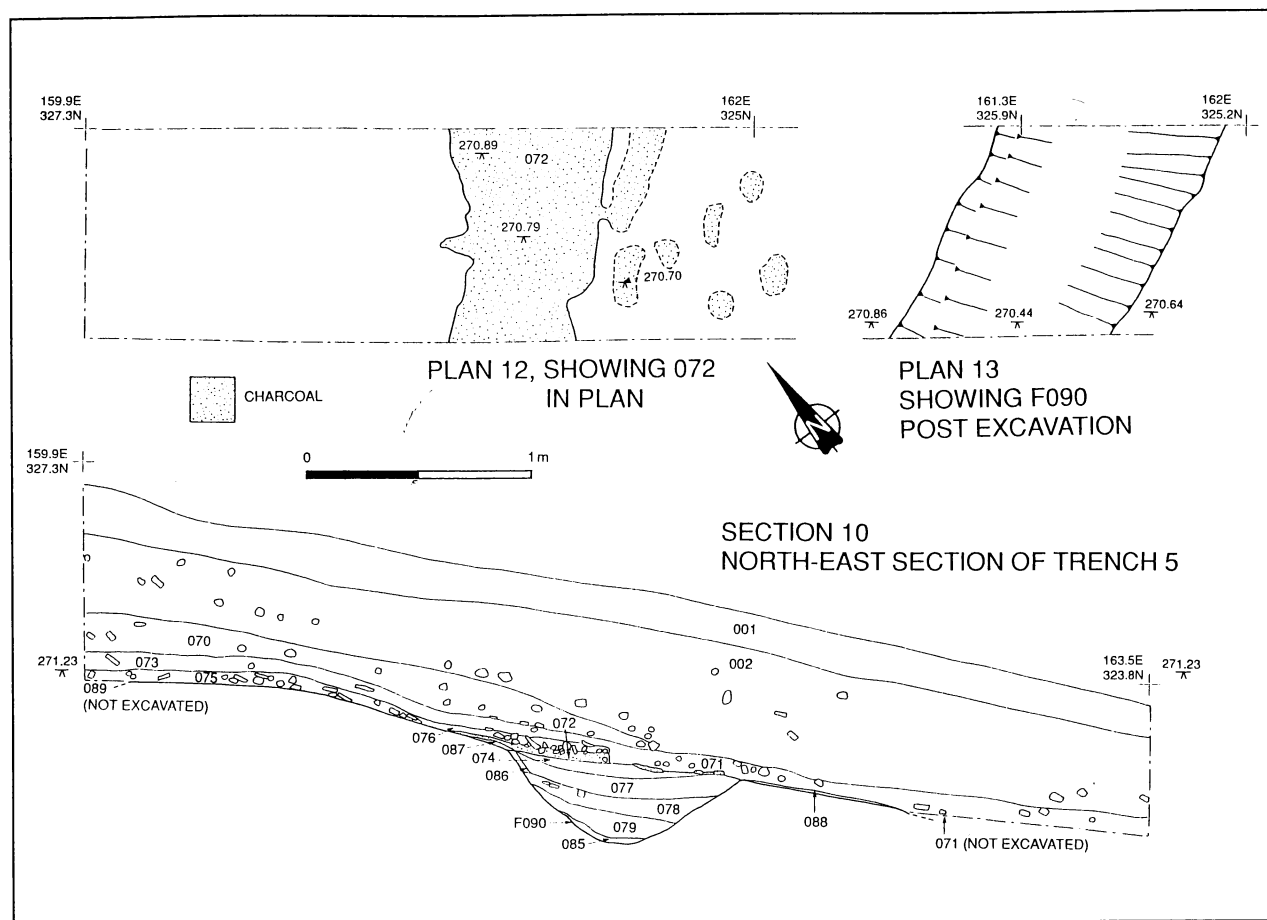 159.9E
327.3N
162E
325N
161.3E
325.9N
162E
325.2N
270.89
072
270.79
270.70
270.86
270.44
270.64
CHARCOAL
PLAN 12, SHOWING 072
IN PLAN
PLAN 13
SHOWING F090
POST EXCAVATION
N
159.9E
327.3N
0
1m
SECTION 10
NORTH-EAST SECTION OF TRENCH 5
001
002
070
073
271.23
075
089
(NOT EXCAVATED)
163.5E
323.8N
271.23
072
076
087
074
086
071
077
078
F090
079
085
088
071 (NOT EXCAVATED)